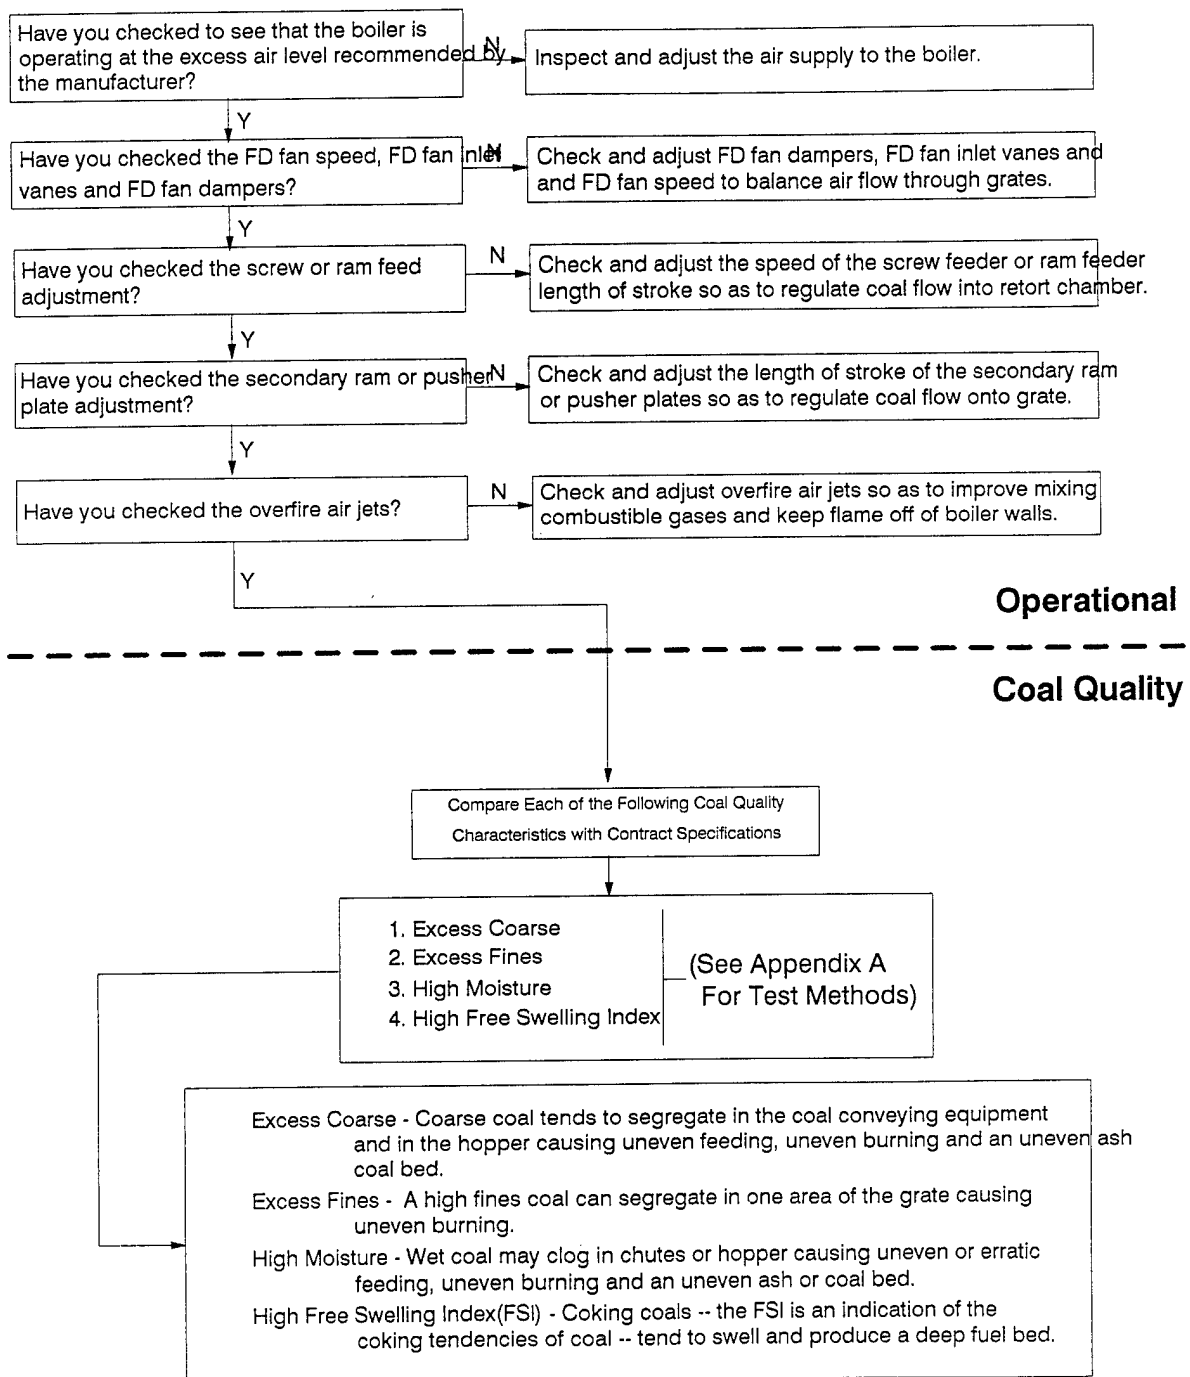 Have you checked to see that the boiler is
operating at the excess air level recommended by
the manufacturer?
N
Inspect and adjust the air supply to the boiler.
Y
Have you checked the FD fan speed, FD fan inlet
vanes and FD fan dampers?
N
Check and adjust FD fan dampers, FD fan inlet vanes and
and FD fan speed to balance air flow through grates.
Y
Have you checked the screw or ram feed
adjustment?
N
Check and adjust the speed of the screw feeder or ram feeder
length of stroke so as to regulate coal flow into retort chamber.
Y
Have you checked the secondary ram or pusher
plate adjustment?
N
Check and adjust the length of stroke of the secondary ram
or pusher plates so as to regulate coal flow onto grate.
Y
Have you checked the overfire air jets?
N
Check and adjust overfire air jets so as to improve mixing
combustible gases and keep flame off of boiler walls.
Y
Operational
Coal Quality
Compare Each of the Following Coal Quality
Characteristics with Contract Specifications
1. Excess Coarse
2. Excess Fines
3. High Moisture
4. High Free Swelling Index
(See Appendix A
For Test Methods)
Excess Coarse - Coarse coal tends to segregate in the coal conveying equipment
and in the hopper causing uneven feeding, uneven burning and an uneven ash
coal bed.
Excess Fines - A high fines coal can segregate in one area of the grate causing
uneven burning.
High Moisture - Wet coal may clog in chutes or hopper causing uneven or erratic
feeding, uneven burning and an uneven ash or coal bed.
High Free Swelling Index(FSI) - Coking coals -- the FSI is an indication of the
coking tendencies of coal -- tend to swell and produce a deep fuel bed.